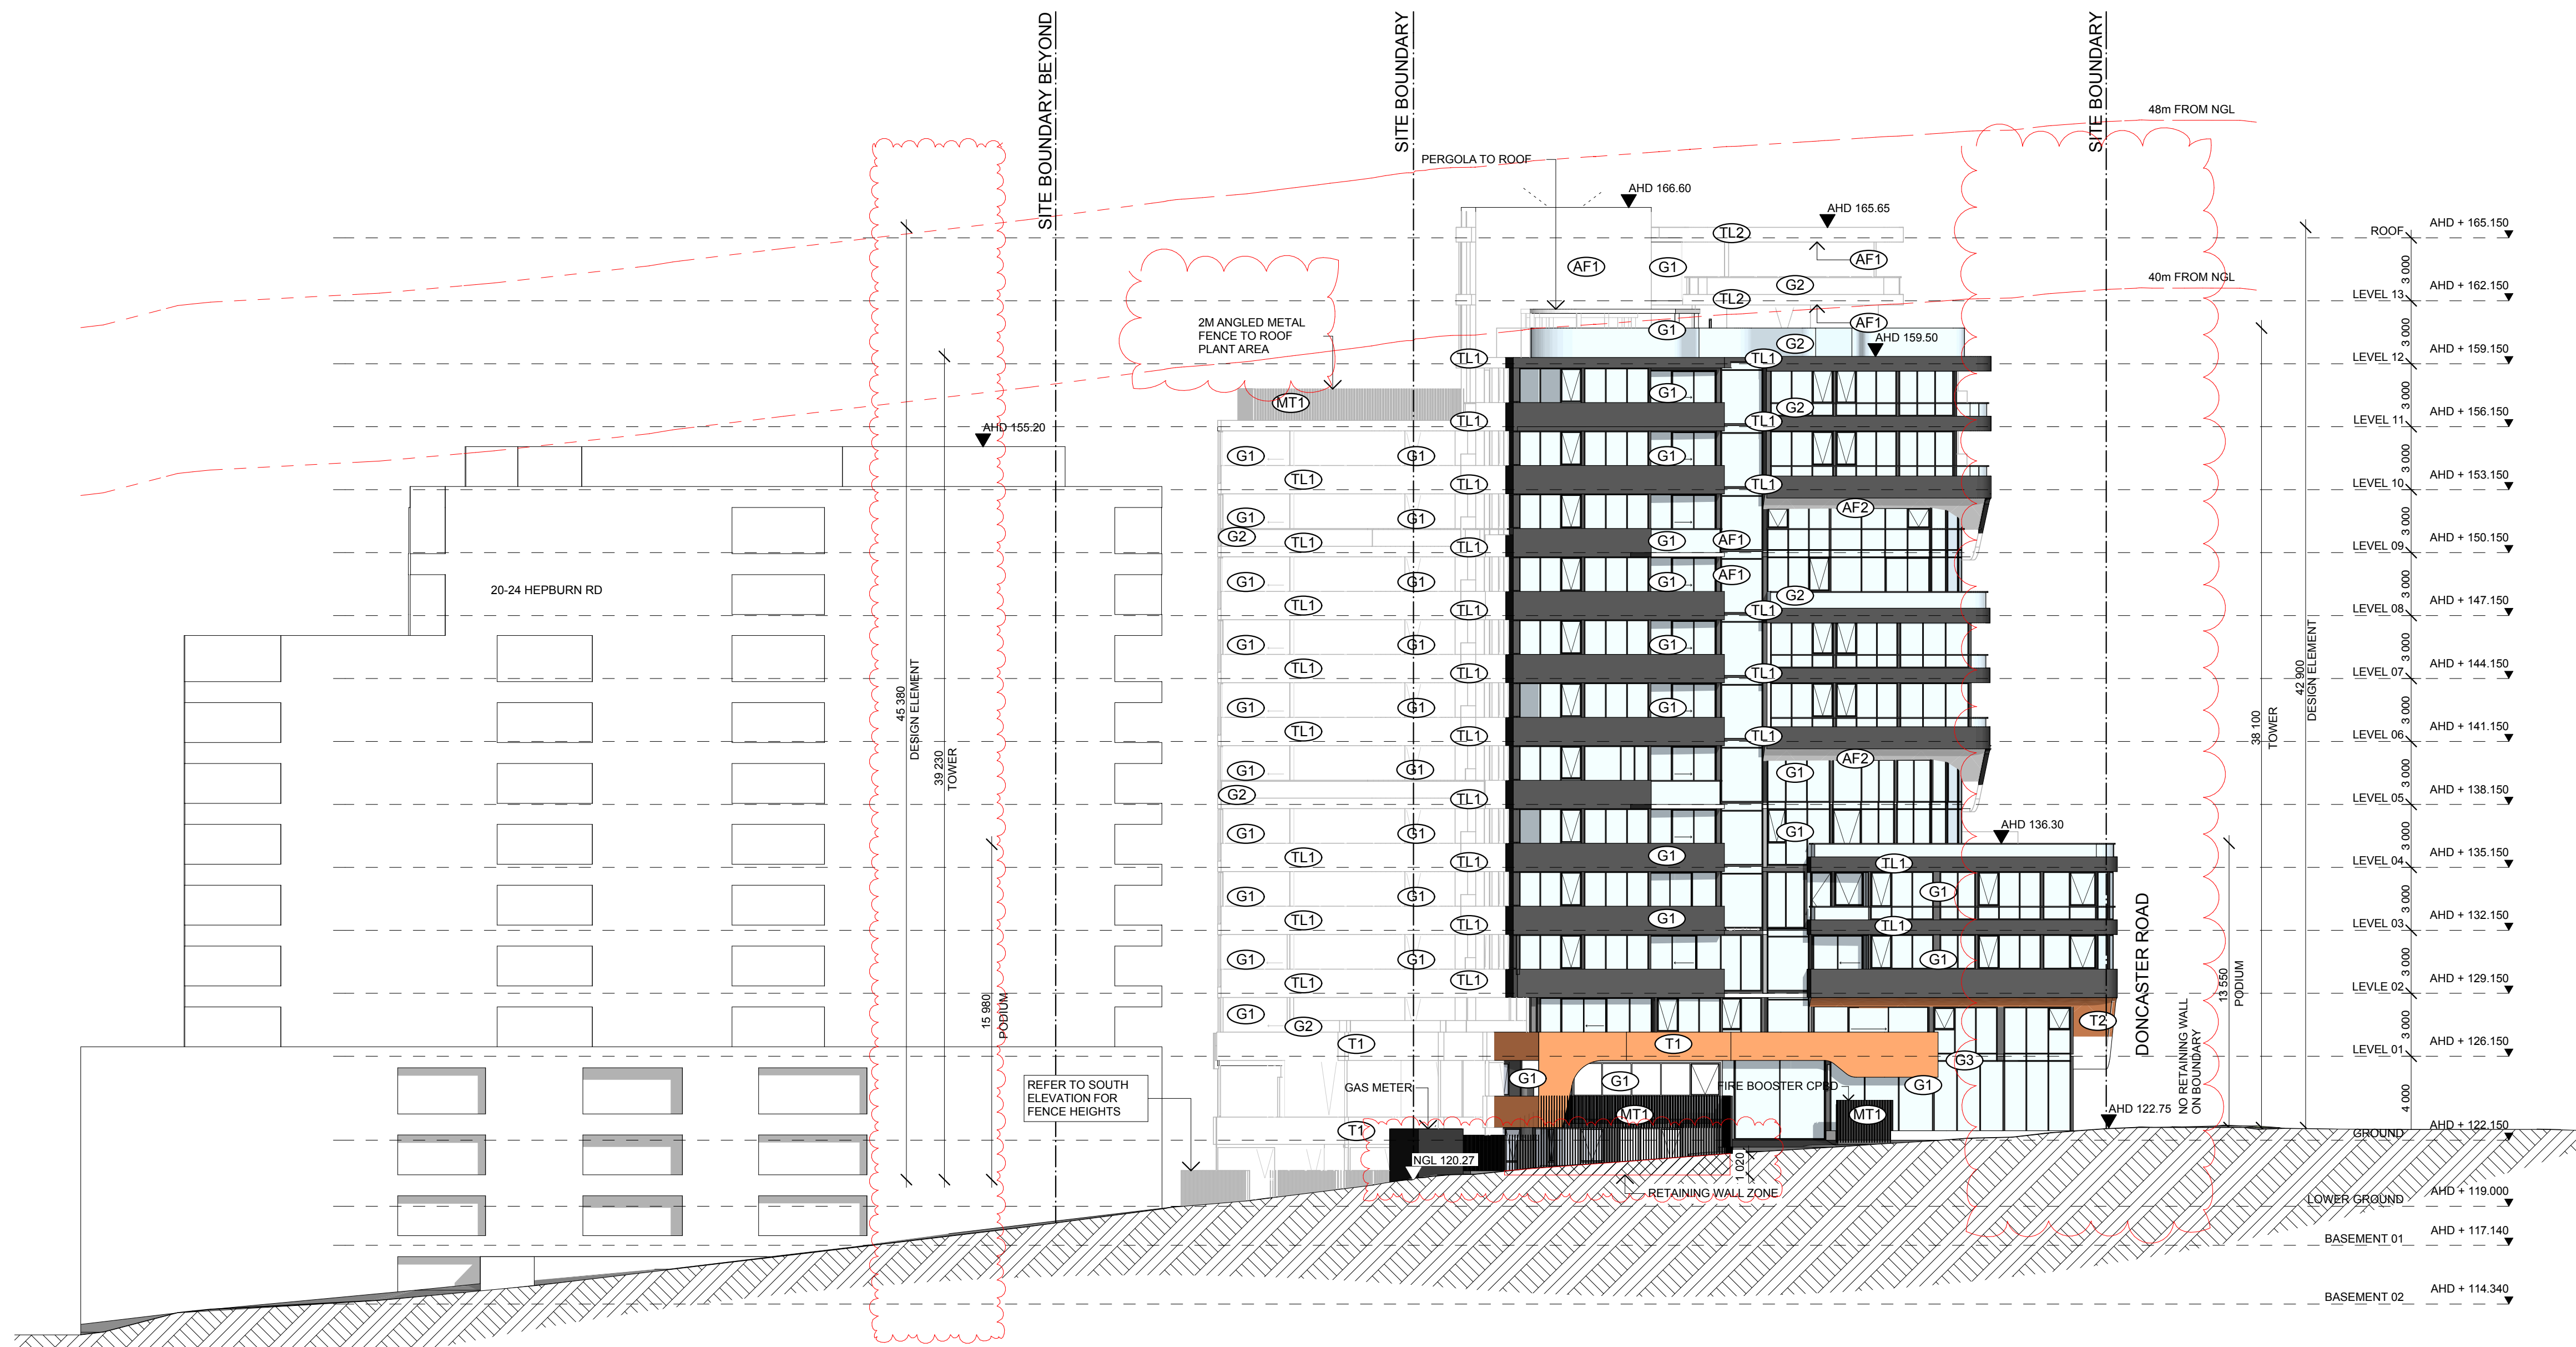 SITE BOUNDARY BEYOND
SITE BOUNDARY
SITE BOUNDARY
48m FROM NGL
PERGOLA TO ROOF
AHD 166.60
AHD 165.65
TL2
ROOF
AHD + 165.150
AF1
AF1
G1
3 000
40m FROM NGL
G2
TL2
LEVEL 13
AHD + 162.150
2M ANGLED METAL
FENCE TO ROOF
PLANT AREA
AF1
G1
3 000
G2
AHD 159.50
TL1
TL1
LEVEL 12
AHD + 159.150
MT1
G1
G2
3 000
TL1
TL1
LEVEL 11
AHD + 156.150
AHD 155.20
G1
G1
G1
3 000
TL1
TL1
TL1
LEVEL 10
AHD + 153.150
AF2
G1
G1
3 000
G2
TL1
TL1
G1
AF1
LEVEL 09
AHD + 150.150
20-24 HEPBURN RD
G1
G1
G1
AF1
G2
3 000
TL1
TL1
TL1
LEVEL 08
AHD + 147.150
G1
G1
G1
3 000
TL1
TL1
TL1
LEVEL 07
AHD + 144.150
45 380
DESIGN ELEMENT
42 900
DESIGN ELEMENT
G1
G1
G1
3 000
TL1
TL1
TL1
LEVEL 06
AHD + 141.150
39 230
TOWER
38 100
TOWER
AF2
G1
G1
G1
3 000
G2
TL1
LEVEL 05
AHD + 138.150
G1
G1
G1
AHD 136.30
3 000
TL1
TL1
G1
TL1
LEVEL 04
AHD + 135.150
G1
G1
G1
3 000
TL1
TL1
G1
TL1
LEVEL 03
AHD + 132.150
G1
G1
G1
3 000
TL1
TL1
LEVLE 02
AHD + 129.150
15 980
PODIUM
13 550
PODIUM
DONCASTER ROAD
NO RETAINING WALL
ON BOUNDARY
G1
G2
T2
3 000
T1
T1
LEVEL 01
AHD + 126.150
G3
REFER TO SOUTH
ELEVATION FOR
FENCE HEIGHTS
GAS METER
G1
G1
FIRE BOOSTER CPBD
G1
4 000
MT1
MT1
AHD 122.75
T1
GROUND
AHD + 122.150
NGL 120.27
1 020
RETAINING WALL ZONE
LOWER GROUND
AHD + 119.000
BASEMENT 01
AHD + 117.140
BASEMENT 02
AHD + 114.340